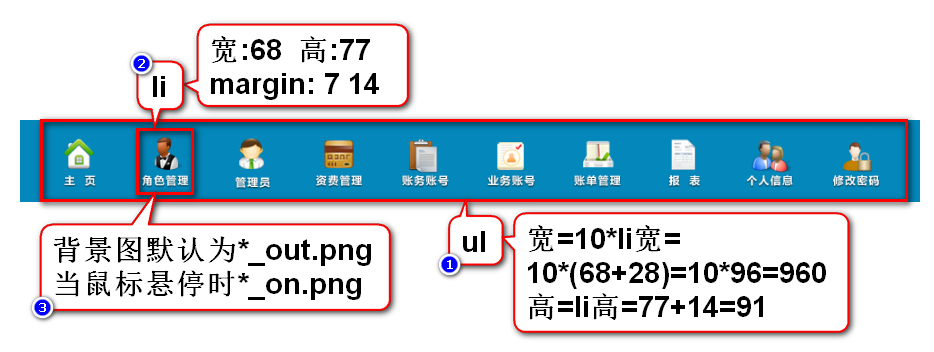 宽:68 高:77
margin: 7 14
2
li
主 页
角色管理
管理员
资费管理
账务账号
业务账号
账单管理
报 表
个人信息
修改密码
背景图默认为*_out.png
当鼠标悬停时*_on.png
3
ul
1
宽=10*li宽=
10*(68+28)=10*96=960
高=li高=77+14=91